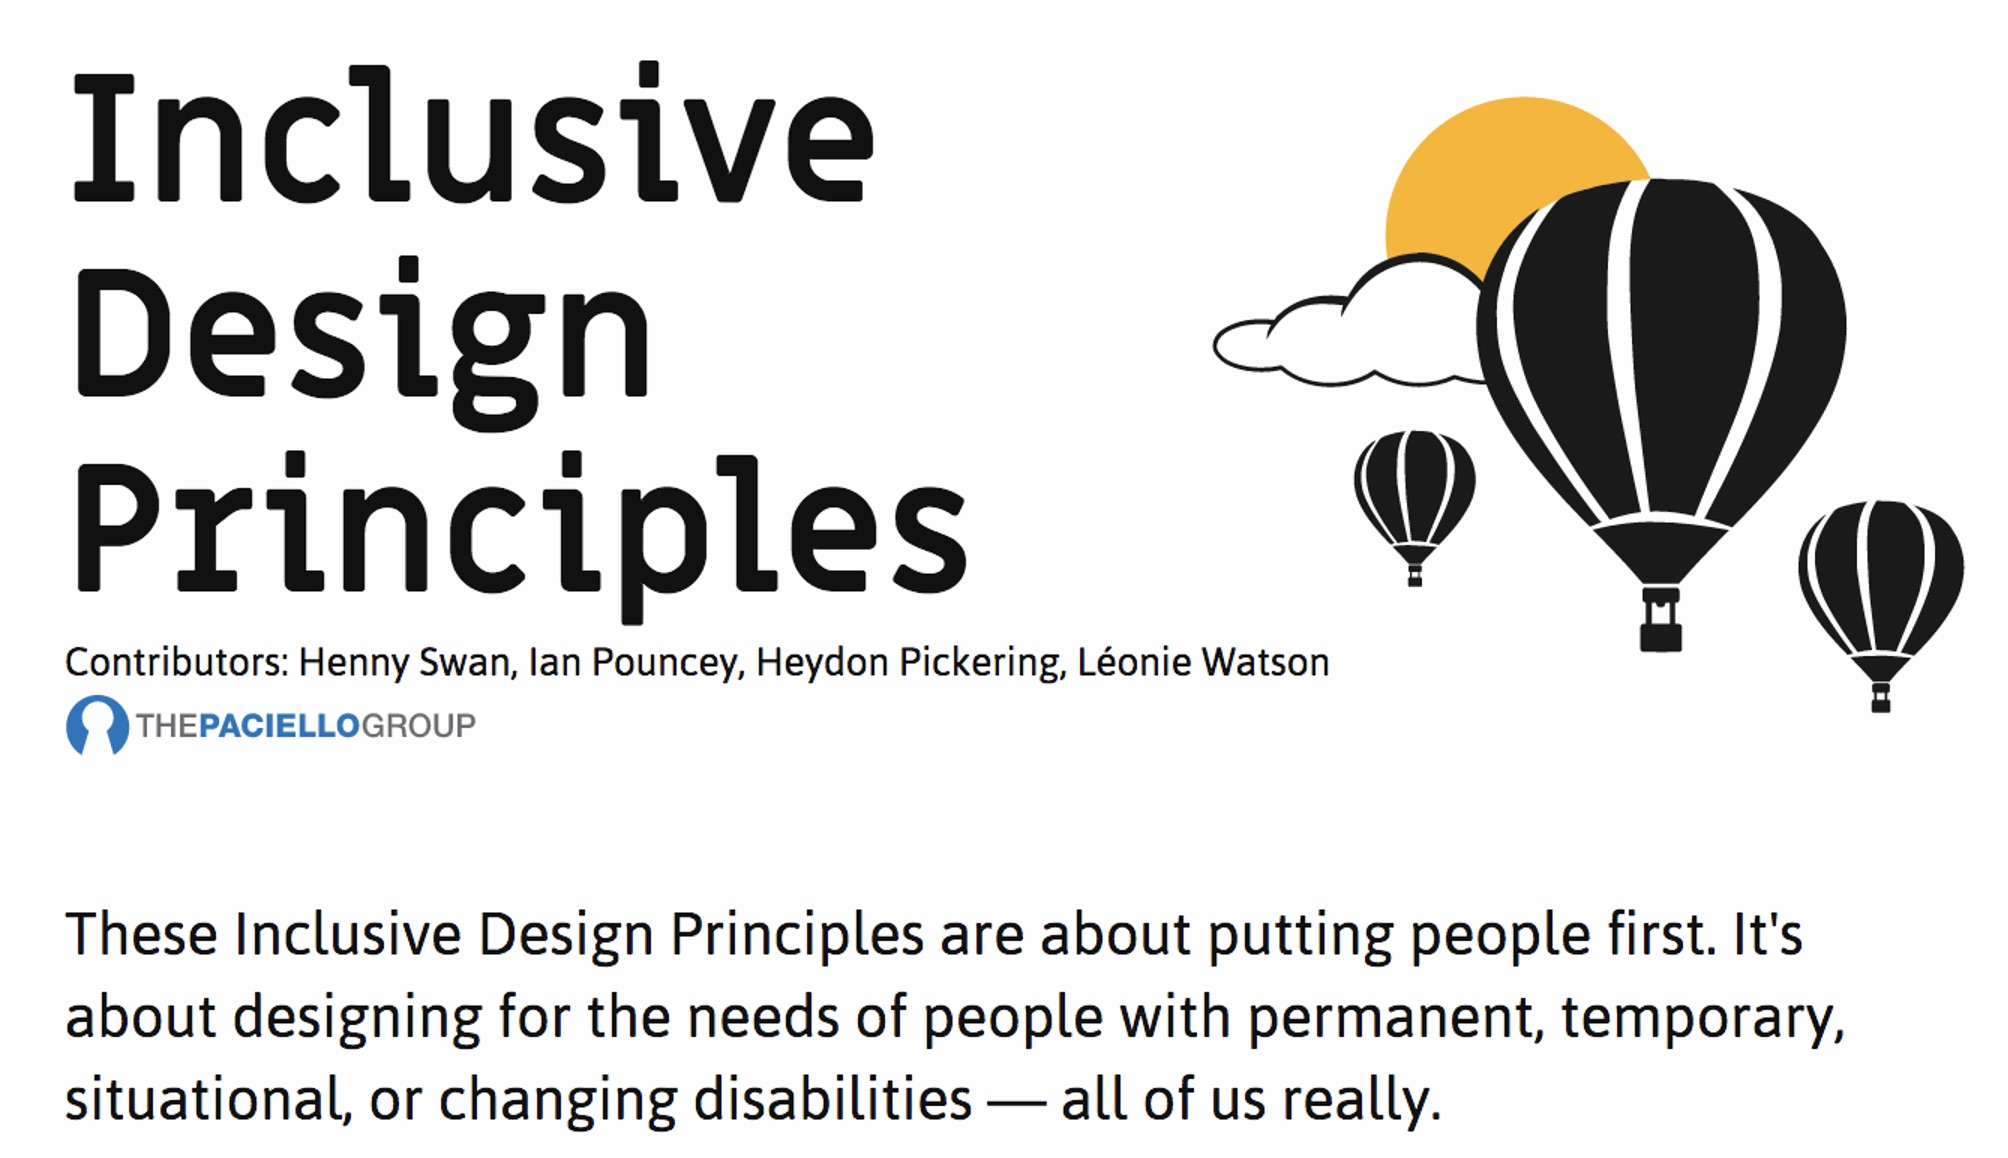 Inclusive
Design
Principles
Contributors: Henny Swan, Ian Pouncey, Heydon Pickering, Léonie Watson
THEPACIELLOGROUP
These Inclusive Design Principles are about putting people first. It's
about designing for the needs of people with permanent, temporary,
situational, or changing disabilities — all of us really.